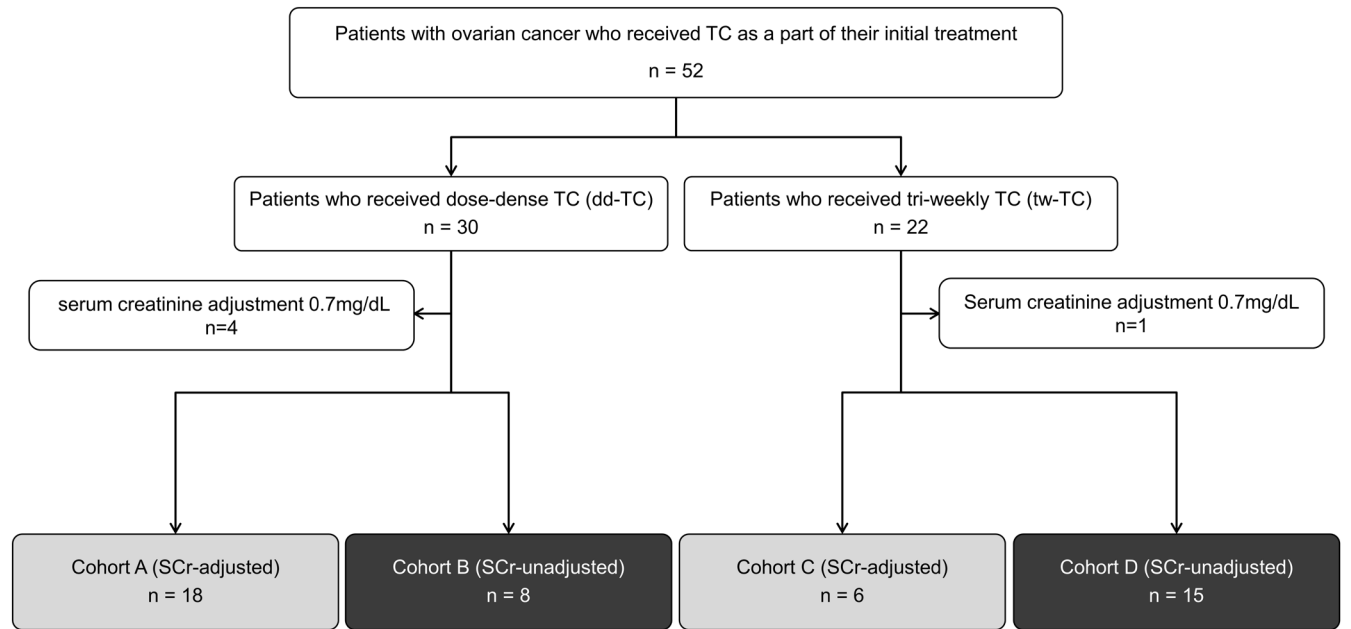 Patients with ovarian cancer who received TC as a part of their initial treatment
n = 52
Patients who received dose-dense TC (dd-TC)
n = 30
Patients who received tri-weekly TC (tw-TC)
n = 22
serum creatinine adjustment 0.7mg/dL
n=4
Serum creatinine adjustment 0.7mg/dL
n=1
Cohort A (SCr-adjusted)
n = 18
Cohort B (SCr-unadjusted)
n = 8
Cohort C (SCr-adjusted)
n = 6
Cohort D (SCr-unadjusted)
n = 15